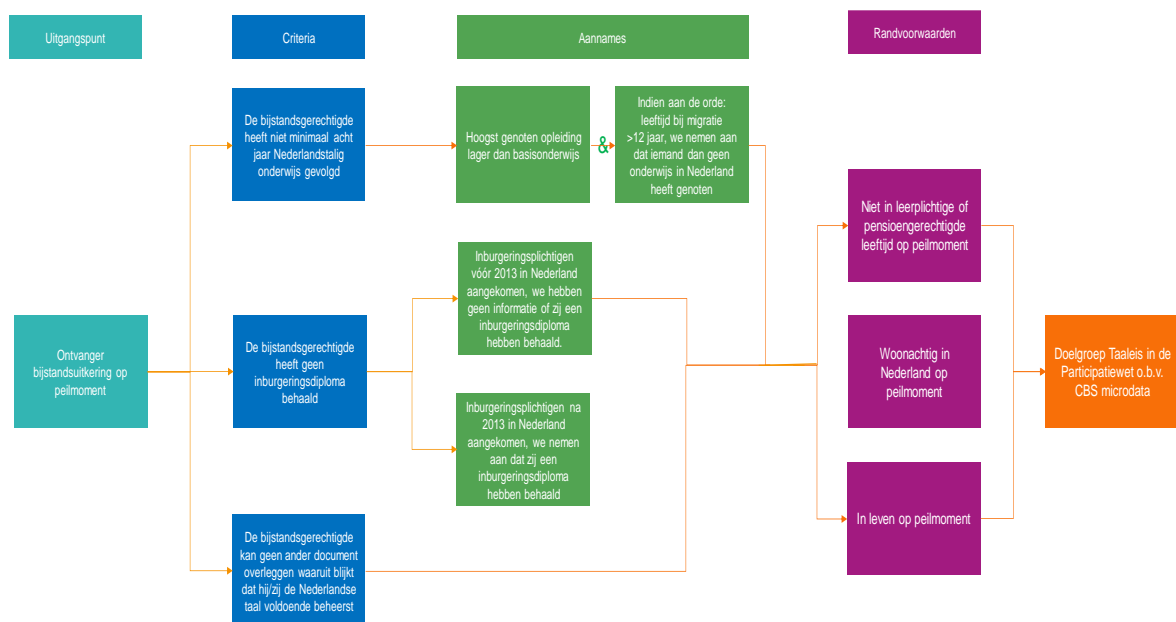 Uitgangspunt
Criteria
Aannames
Randvoorwaarden
De bijstandsgerechtigde
heeft niet minimaal acht
jaar Nederlandstalig
onderwijs gevolgd
Hoogst genoten opleiding
lager dan basisonderwijs
&
Indien aan de orde:
leeftijd bij migratie
>12 jaar, we nemen aan
dat iemand dan geen
onderwijs in Nederland
heeft genoten
Niet in leerplichtige of
pensioengerechtigde
leeftijd op peilmoment
Inburgeringsplichtigen
vóór 2013 in Nederland
aangekomen, we hebben
geen informatie of zij een
inburgeringsdiploma
hebben behaald.
Ontvanger
bijstandsuitkering op
peilmoment
De bijstandsgerechtigde
heeft geen
inburgeringsdiploma
behaald
Woonachtig in
Nederland op
peilmoment
Doelgroep Taaleis in de
Participatiewet o.b.v.
CBS microdata
Inburgeringsplichtigen na
2013 in Nederland
aangekomen, we nemen
aan dat zij een
inburgeringsdiploma
hebben behaald
De bijstandsgerechtigde
kan geen ander document
overleggen waaruit blijkt
dat hij/zij de Nederlandse
taal voldoende beheerst
In leven op peilmoment